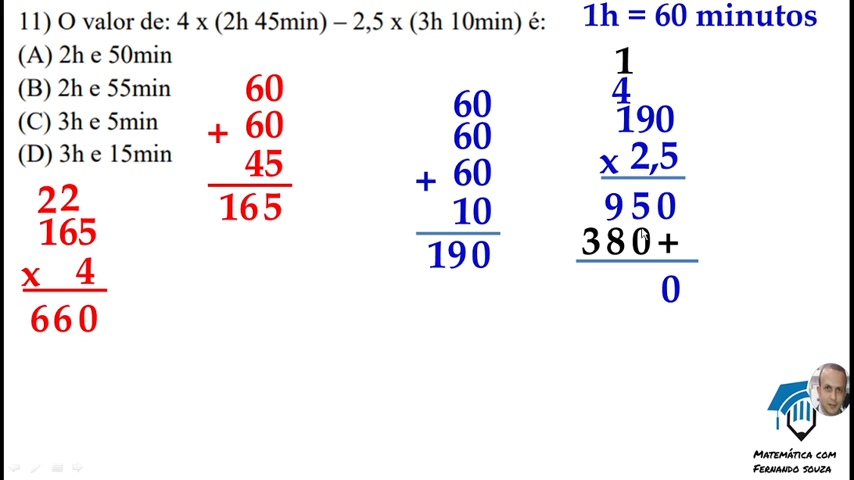 11) O valor de: 4 x (2h 45min) – 2,5 x (3h 10min) é:
(A) 2h e 50min
(B) 2h e 55min
(C) 3h e 5min
(D) 3h e 15min
22
165
x 4
660
60
+ 60
45
165
60
60
+ 60
10
190
1h = 60 minutos
1
4
190
x 2,5
950
380+
0
Matemática com
Fernando souza